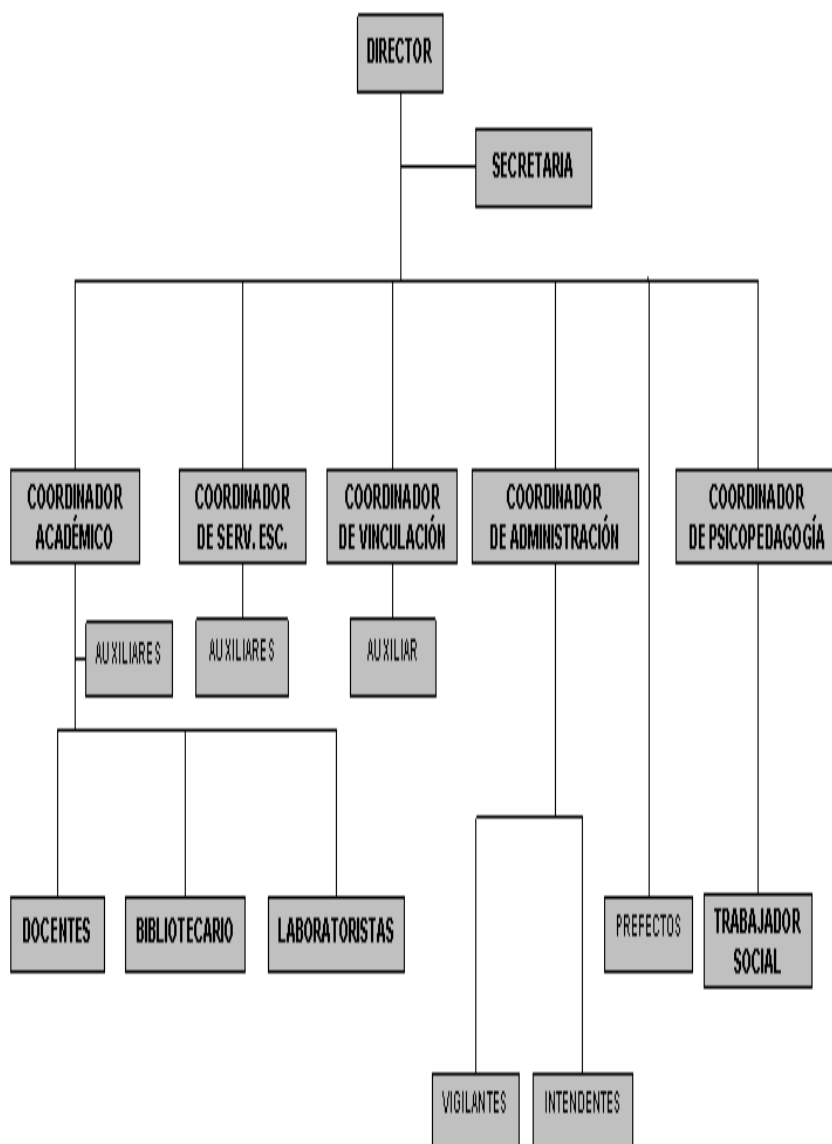 DIRECTOR
SECRETARIA
COORDINADOR
ACADÉMICO
COORDINADOR
DE SERV. ESC.
COORDINADOR
DE VINCULACIÓN
COORDINADOR
DE ADMINISTRACIÓN
COORDINADOR
DE PSICOPEDAGOGÍA
AUXILIARES
AUXILIARES
AUXILIAR
DOCENTES
BIBLIOTECARIO
LABORATORISTAS
PREFECTOS
TRABAJADOR
SOCIAL
VIGILANTES
INTENDENTES